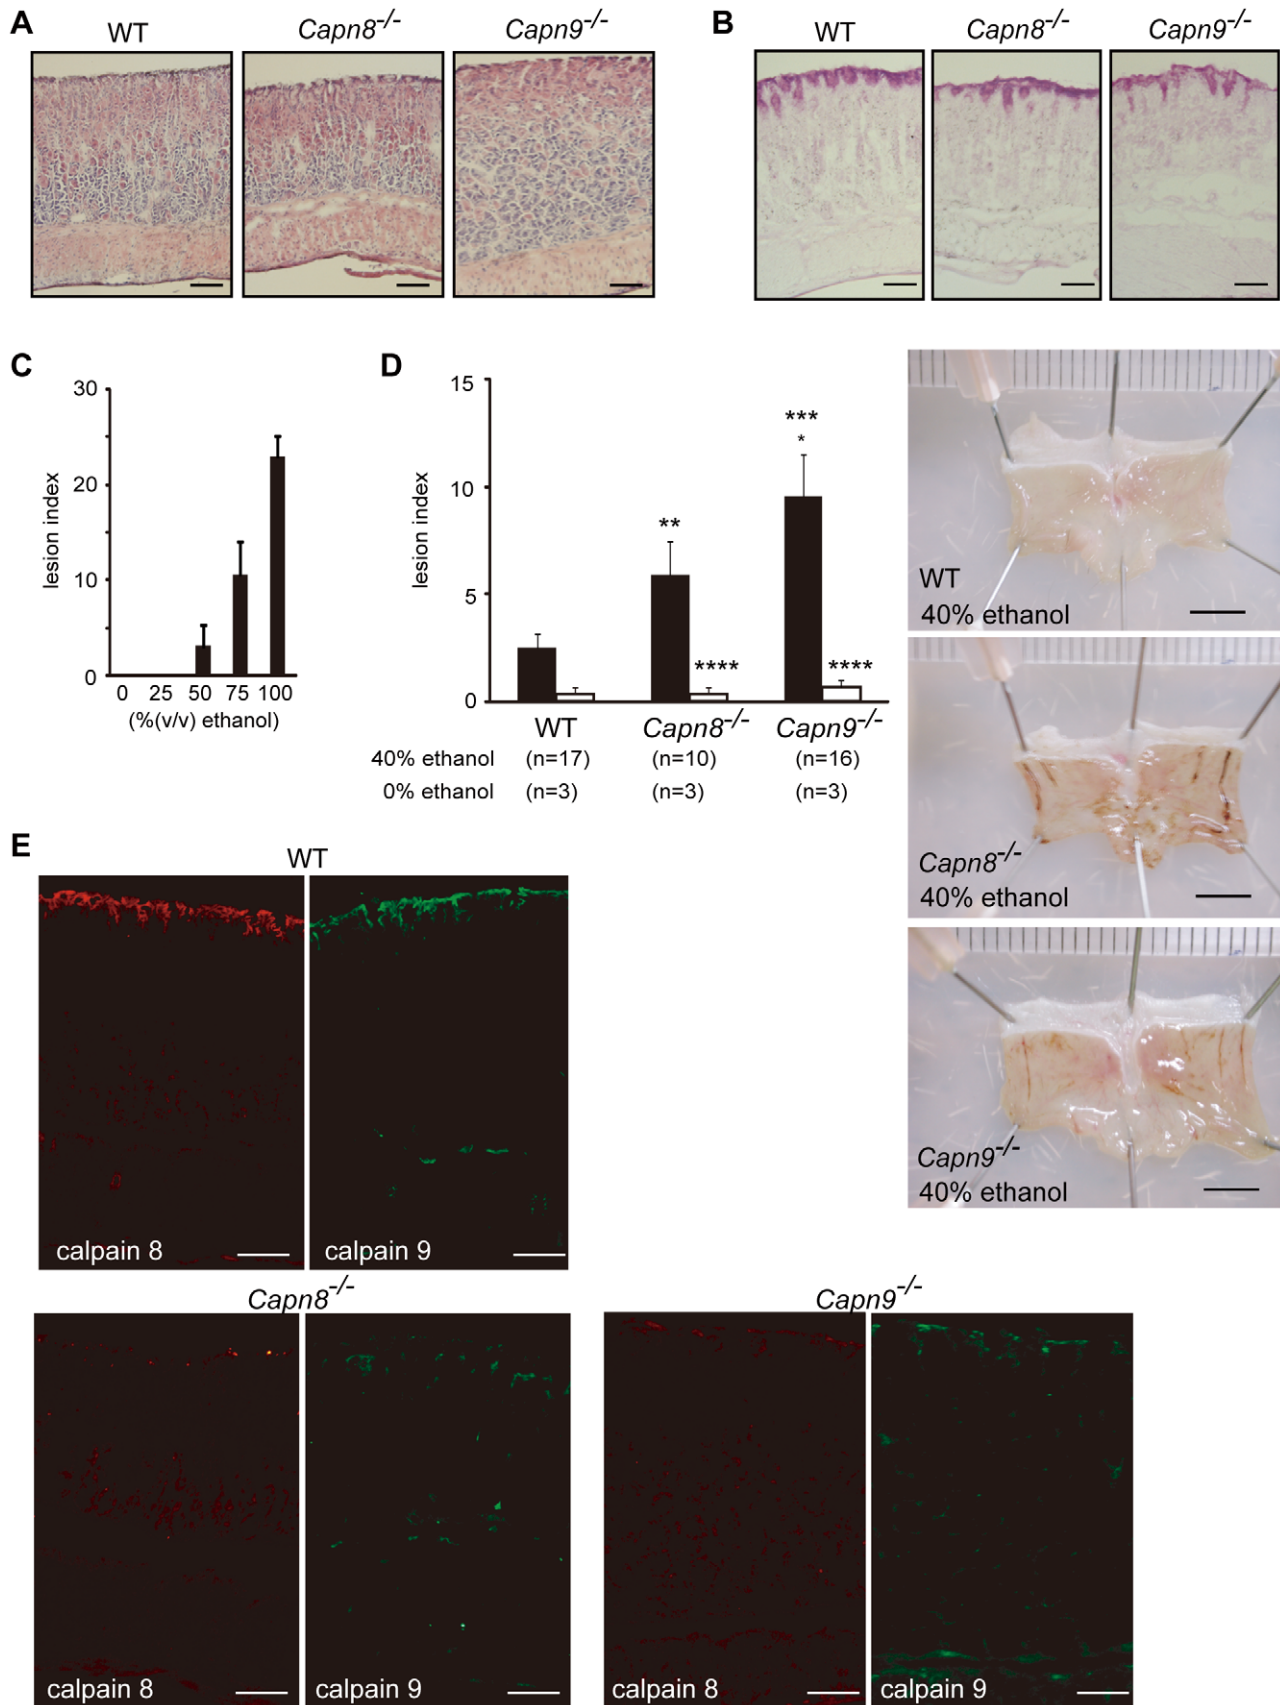 A
WT
Capn8-/-
Capn9-/-
B
WT
Capn8-/-
Capn9-/-
C
lesion index
30
20
10
0
0 25 50 75 100
(%(v/v) ethanol)
D
lesion index
15
10
5
0
**
****
***
*
****
WT
Capn8-/-
Capn9-/-
40% ethanol (n=17) (n=10) (n=16)
0% ethanol (n=3) (n=3) (n=3)
WT
40% ethanol
Capn8-/-
40% ethanol
Capn9-/-
40% ethanol
E
WT
calpain 8
calpain 9
Capn8-/-
calpain 8
calpain 9
Capn9-/-
calpain 8
calpain 9